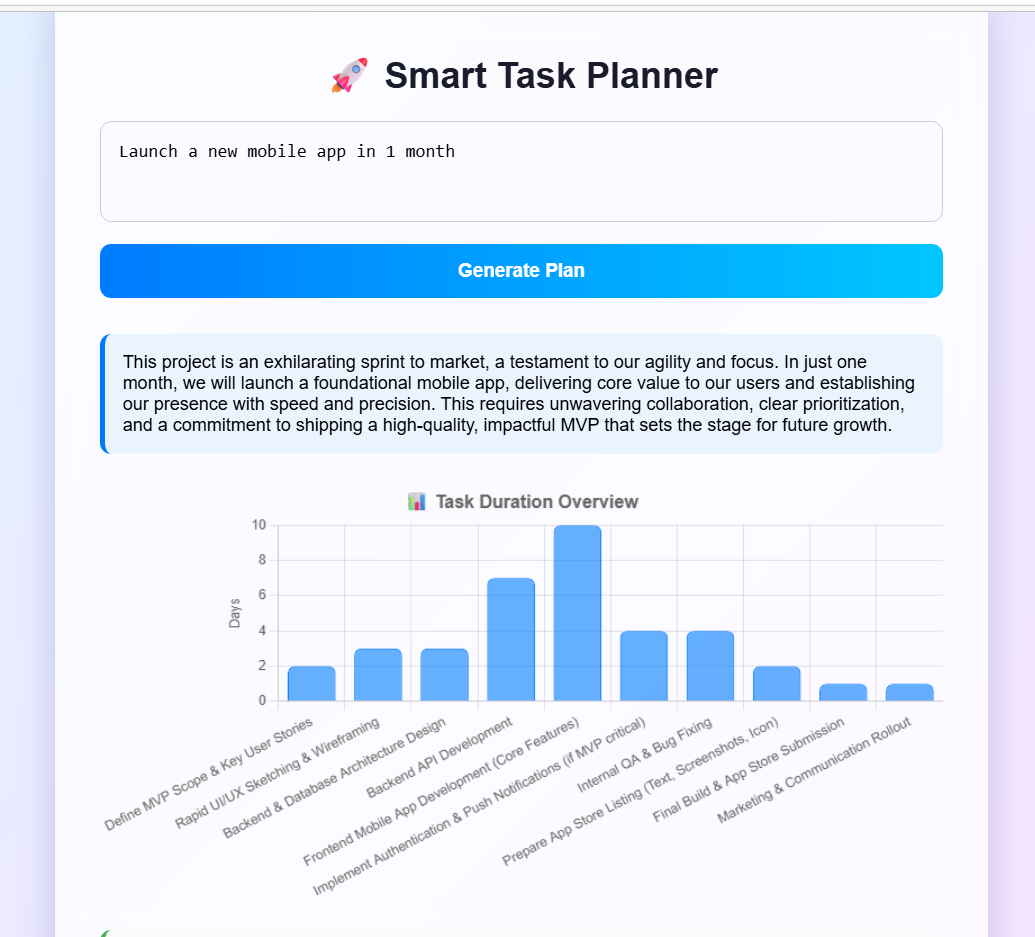 🚀 Smart Task Planner
Launch a new mobile app in 1 month
Generate Plan
This project is an exhilarating sprint to market, a testament to our agility and focus. In just one
month, we will launch a foundational mobile app, delivering core value to our users and establishing
our presence with speed and precision. This requires unwavering collaboration, clear prioritization,
and a commitment to shipping a high-quality, impactful MVP that sets the stage for future growth.
📊 Task Duration Overview
10
8
6
4
2
0
Days
Define MVP Scope & Key User Stories
Rapid UI/UX Sketching & Wireframing
Backend & Database Architecture Design
Backend API Development
Frontend Mobile App Development (Core Features)
Implement Authentication & Push Notifications (if MVP critical)
Internal QA & Bug Fixing
Prepare App Store Listing (Text, Screenshots, Icon)
Final Build & App Store Submission
Marketing & Communication Rollout